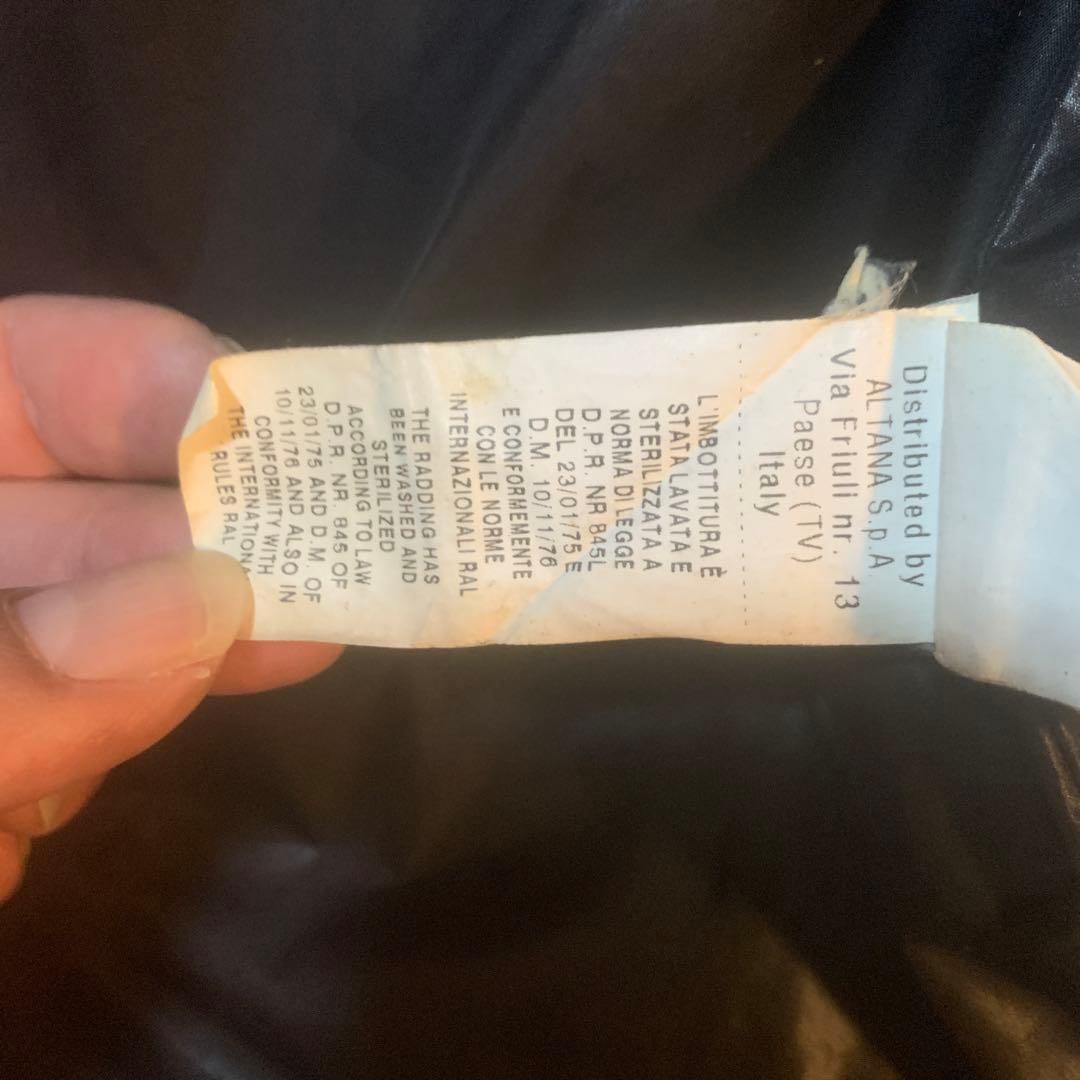 Distributed by
ALTANA S.p.A.
Via Friuli nr. 13
Paese (TV)
Italy
L'IMBOTTITURA È
STATA LAVATA E
STERILIZZATA A
NORMA DI LEGGE
D.P.R. NR 845L
DEL 23/01/75 E
D.M. 10/11/76
E CONFORMEMENTE
CON LE NORME
INTERNAZIONALI RAL
THE RADDING HAS
BEEN WASHED AND
STERILIZED
ACCORDING TO LAW
D.P.R. NR. 845 OF
23/01/75 AND D.M. OF
10/11/76 AND ALSO IN
CONFORMITY WITH
THE INTERNATIONA
RULES RAL